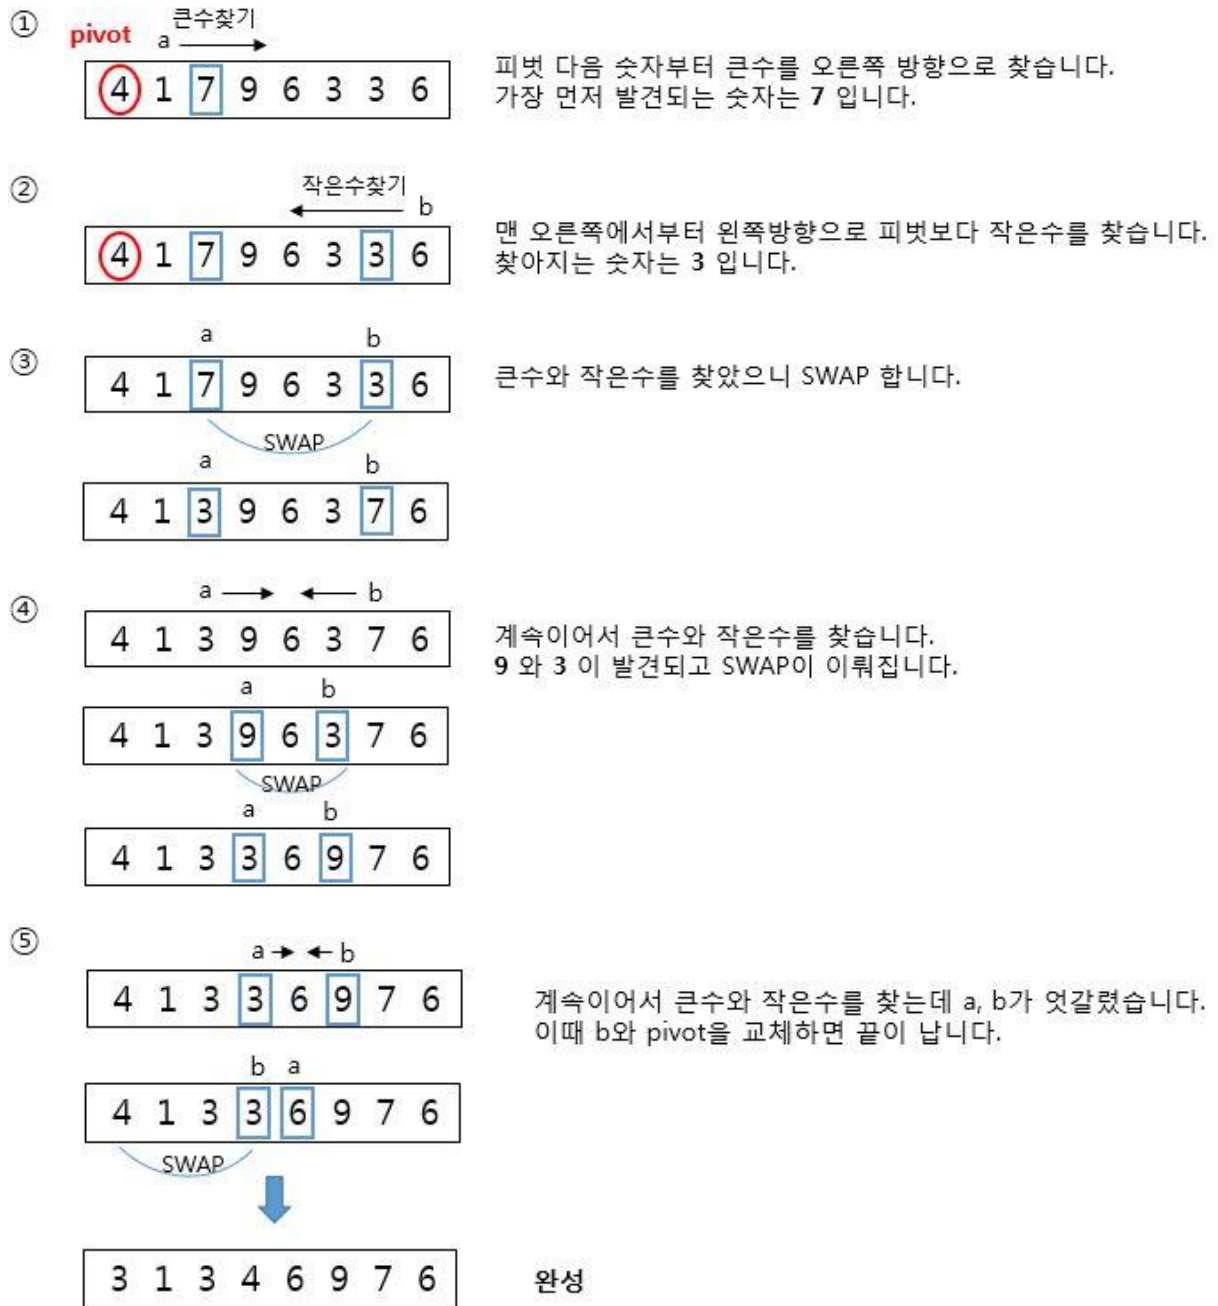 ①
큰수찾기
pivot a
4 1 7 9 6 3 3 6
피벗 다음 숫자부터 큰수를 오른쪽 방향으로 찾습니다.
가장 먼저 발견되는 숫자는 7 입니다.
②
작은수찾기
b
4 1 7 9 6 3 3 6
맨 오른쪽에서부터 왼쪽방향으로 피벗보다 작은수를 찾습니다.
찾아지는 숫자는 3 입니다.
③
a b
4 1 7 9 6 3 3 6
큰수와 작은수를 찾았으니 SWAP 합니다.
SWAP
a b
4 1 3 9 6 3 7 6
④
a b
4 1 3 9 6 3 7 6
계속이어서 큰수와 작은수를 찾습니다.
9 와 3 이 발견되고 SWAP이 이뤄집니다.
a b
4 1 3 9 6 3 7 6
SWAP
a b
4 1 3 3 6 9 7 6
⑤
a b
4 1 3 3 6 9 7 6
계속이어서 큰수와 작은수를 찾는데 a, b가 엇갈렸습니다.
이때 b와 pivot을 교체하면 끝이 납니다.
b a
4 1 3 3 6 9 7 6
SWAP
3 1 3 4 6 9 7 6
완성